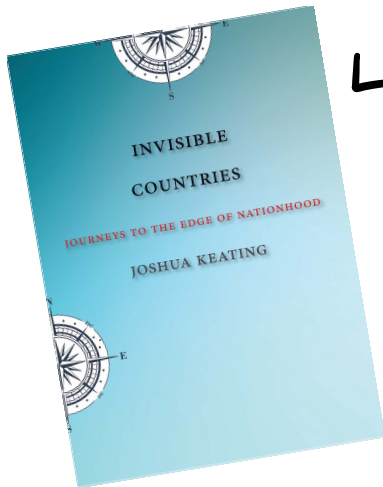 E
S
INVISIBLE
COUNTRIES
JOURNEYS TO THE EDGE OF NATIONHOOD
JOSHUA KEATING
N
E
S